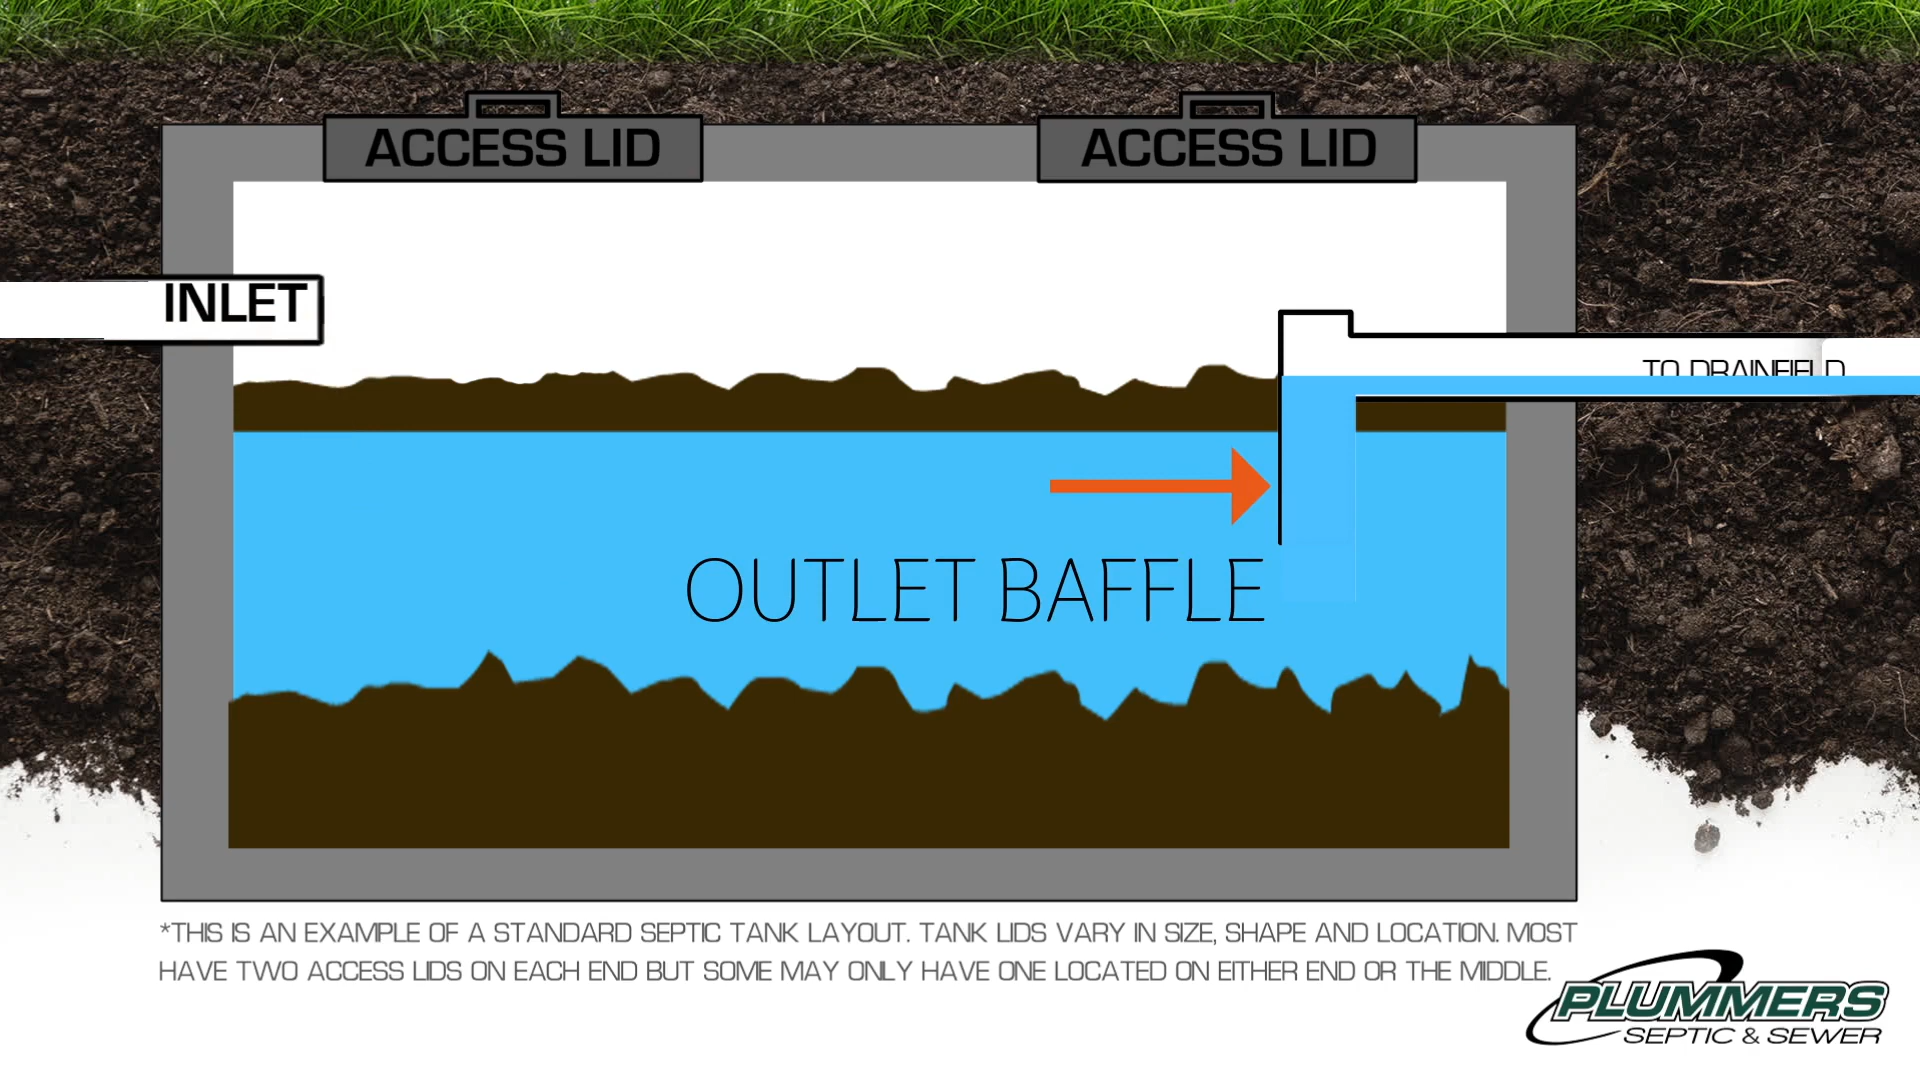 ACCESS LID
ACCESS LID
INLET
TO DRAINFIELD
OUTLET BAFFLE
*THIS IS AN EXAMPLE OF A STANDARD SEPTIC TANK LAYOUT. TANK LIDS VARY IN SIZE, SHAPE AND LOCATION. MOST
HAVE TWO ACCESS LIDS ON EACH END BUT SOME MAY ONLY HAVE ONE LOCATED ON EITHER END OR THE MIDDLE.
PLUMMERS
SEPTIC & SEWER